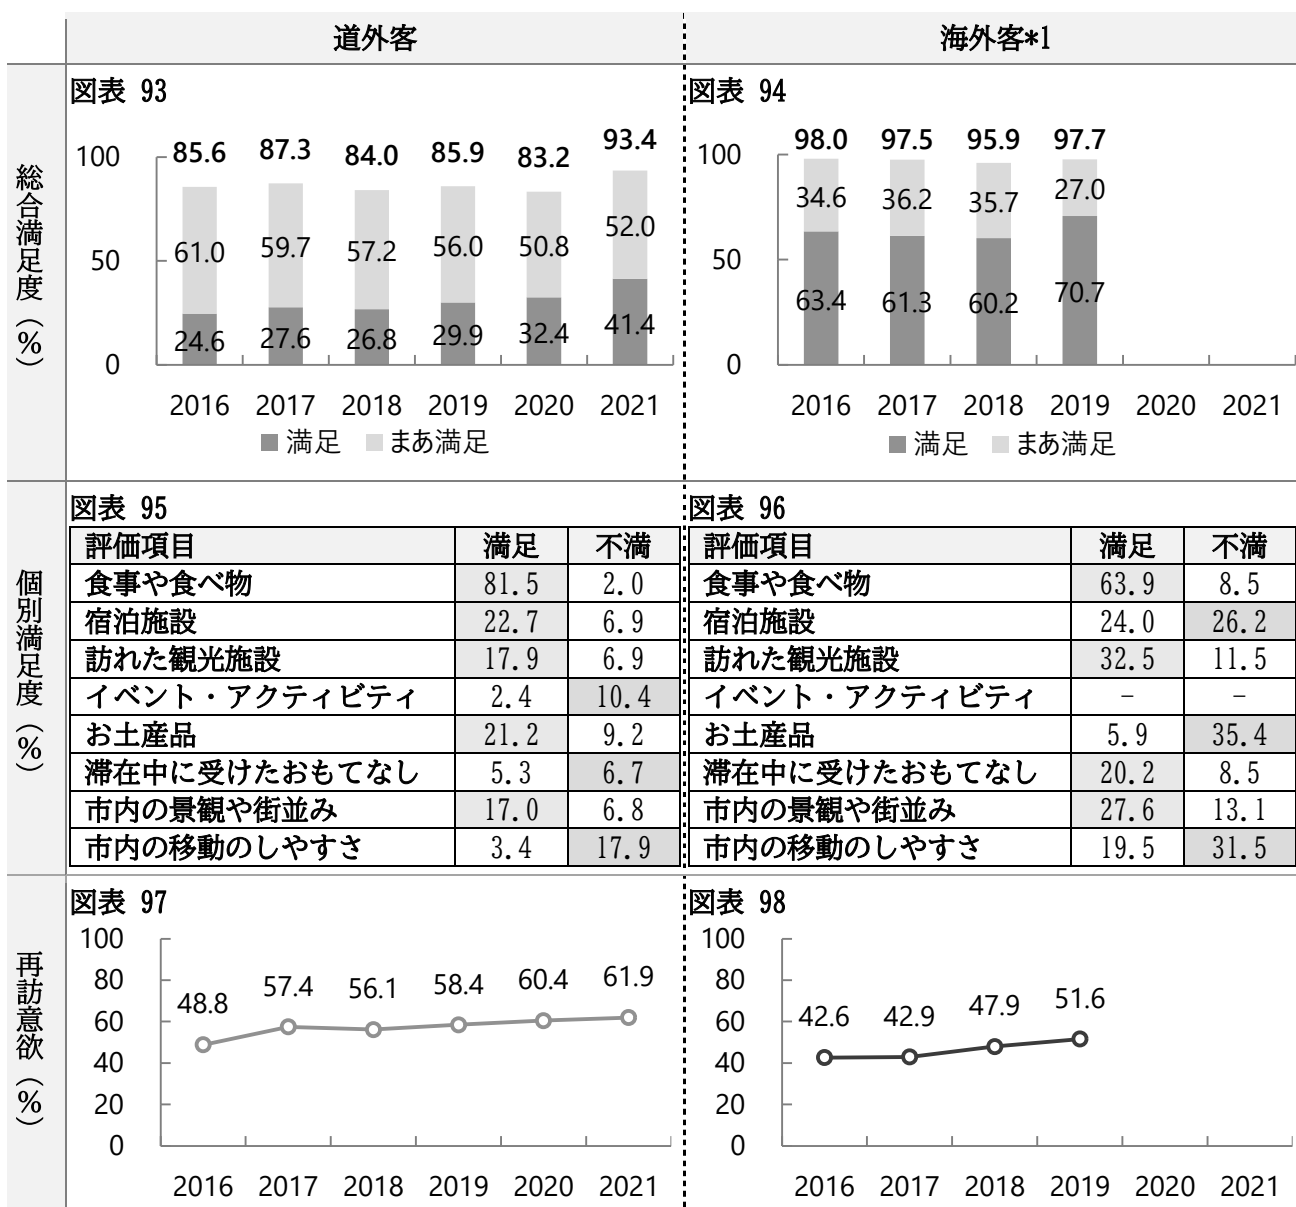 道外客
海外客*1
総合満足度（%）
図表 93
100
50
0
85.6 87.3 84.0 85.9 83.2 93.4
61.0 59.7 57.2 56.0 50.8 52.0
24.6 27.6 26.8 29.9 32.4 41.4
2016 2017 2018 2019 2020 2021
満足 まあ満足
図表 94
100
50
0
98.0 97.5 95.9 97.7
34.6 36.2 35.7 27.0
63.4 61.3 60.2 70.7
2016 2017 2018 2019 2020 2021
満足 まあ満足
個別満足度（%）
図表 95
評価項目 満足 不満
食事や食べ物 81.5 2.0
宿泊施設 22.7 6.9
訪れた観光施設 17.9 6.9
イベント・アクティビティ 2.4 10.4
お土産品 21.2 9.2
滞在中に受けたおもてなし 5.3 6.7
市内の景観や街並み 17.0 6.8
市内の移動のしやすさ 3.4 17.9
図表 96
評価項目 満足 不満
食事や食べ物 63.9 8.5
宿泊施設 24.0 26.2
訪れた観光施設 32.5 11.5
イベント・アクティビティ － －
お土産品 5.9 35.4
滞在中に受けたおもてなし 20.2 8.5
市内の景観や街並み 27.6 13.1
市内の移動のしやすさ 19.5 31.5
再訪意欲（%）
図表 97
100
80
60
40
20
0
48.8 57.4 56.1 58.4 60.4 61.9
2016 2017 2018 2019 2020 2021
図表 98
100
80
60
40
20
0
42.6 42.9 47.9 51.6
2016 2017 2018 2019 2020 2021